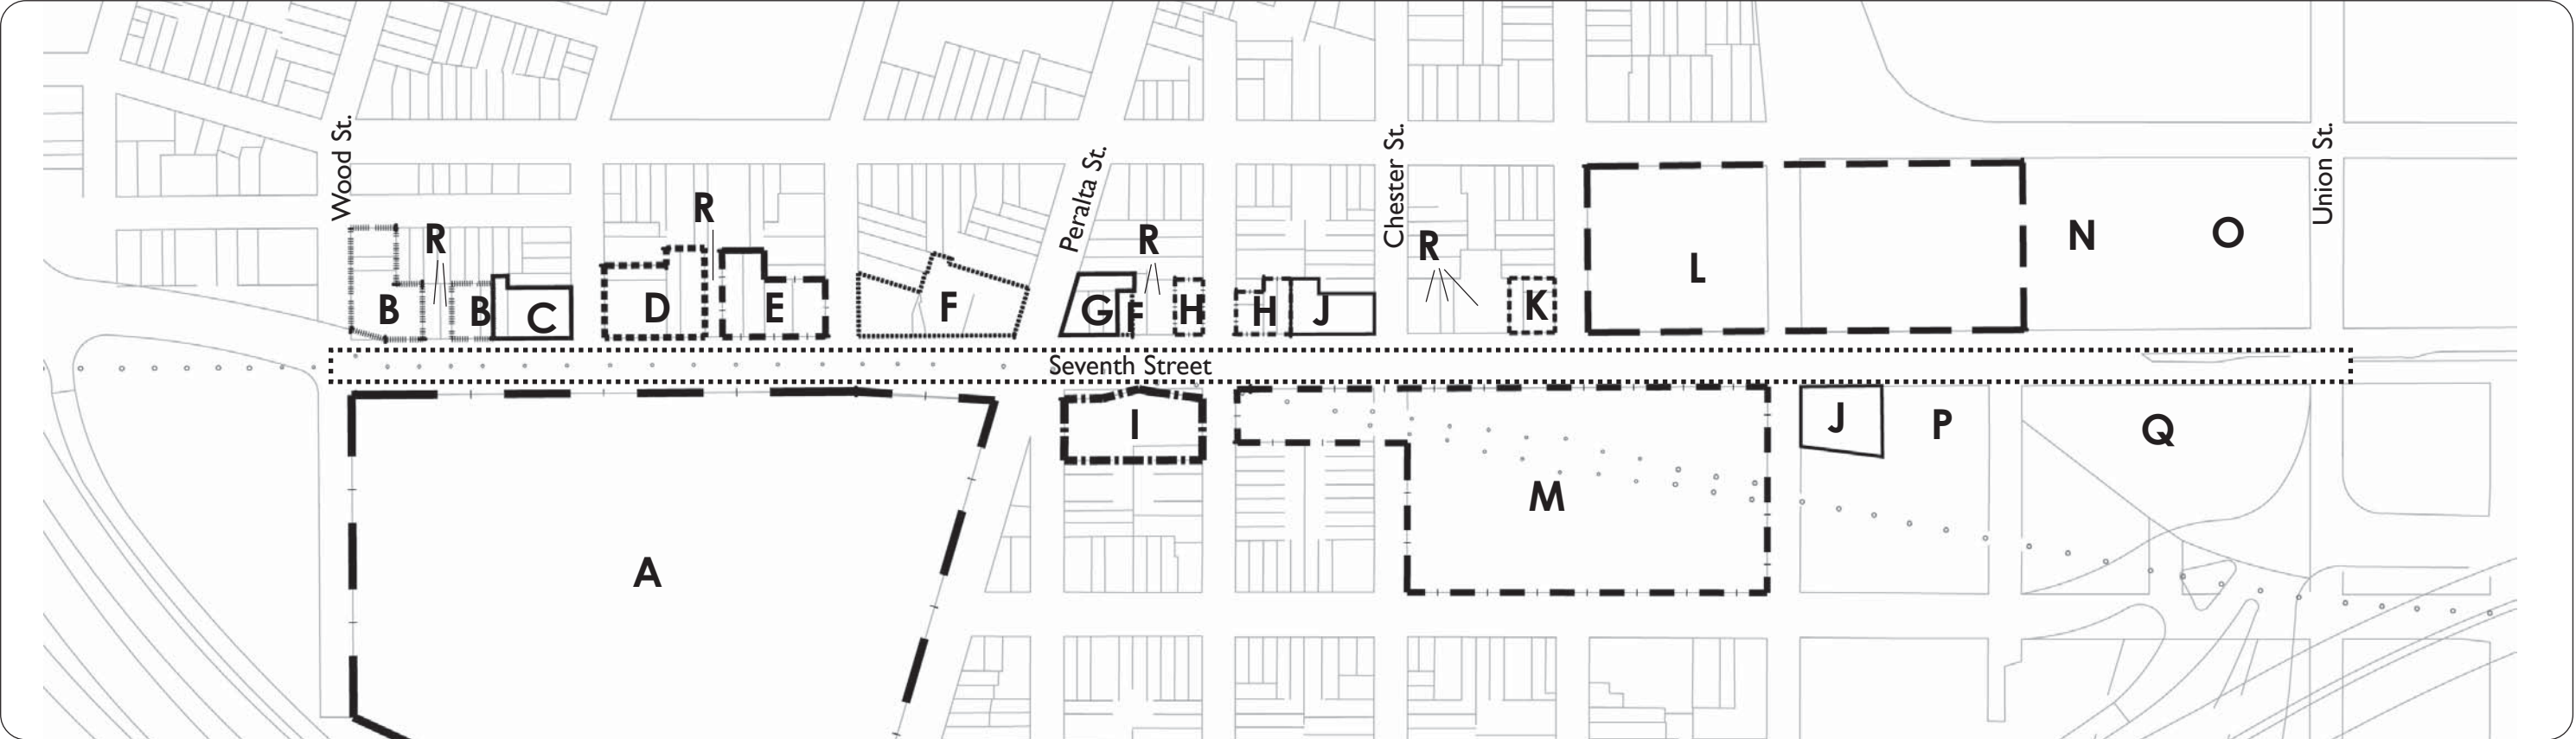 Wood St.
Peralta St.
Chester St.
Union St.
R
R
R
R
B
B
C
D
E
F
G
F
H
H
J
K
L
N
O
Seventh Street
A
I
M
J
P
Q